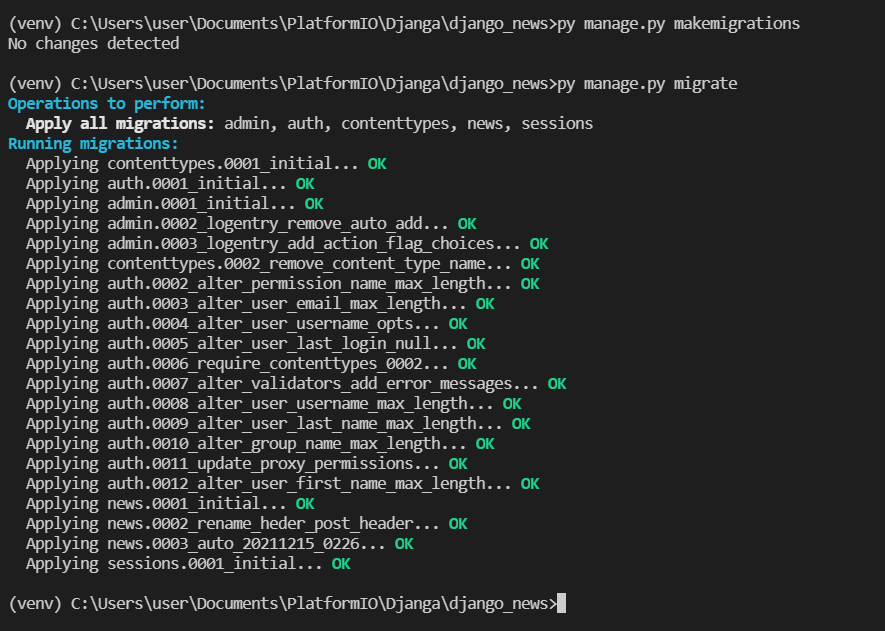 (venv) C:\Users\user\Documents\PlatformIO\Djanga\django_news>py manage.py makemigrations
No changes detected
(venv) C:\Users\user\Documents\PlatformIO\Djanga\django_news>py manage.py migrate
Operations to perform:
  Apply all migrations: admin, auth, contenttypes, news, sessions
Running migrations:
  Applying contenttypes.0001_initial... OK
  Applying auth.0001_initial... OK
  Applying admin.0001_initial... OK
  Applying admin.0002_logentry_remove_auto_add... OK
  Applying admin.0003_logentry_add_action_flag_choices... OK
  Applying contenttypes.0002_remove_content_type_name... OK
  Applying auth.0002_alter_permission_name_max_length... OK
  Applying auth.0003_alter_user_email_max_length... OK
  Applying auth.0004_alter_user_username_opts... OK
  Applying auth.0005_alter_user_last_login_null... OK
  Applying auth.0006_require_contenttypes_0002... OK
  Applying auth.0007_alter_validators_add_error_messages... OK
  Applying auth.0008_alter_user_username_max_length... OK
  Applying auth.0009_alter_user_last_name_max_length... OK
  Applying auth.0010_alter_group_name_max_length... OK
  Applying auth.0011_update_proxy_permissions... OK
  Applying auth.0012_alter_user_first_name_max_length... OK
  Applying news.0001_initial... OK
  Applying news.0002_rename_heder_post_header... OK
  Applying news.0003_auto_20211215_0226... OK
  Applying sessions.0001_initial... OK
(venv) C:\Users\user\Documents\PlatformIO\Djanga\django_news>